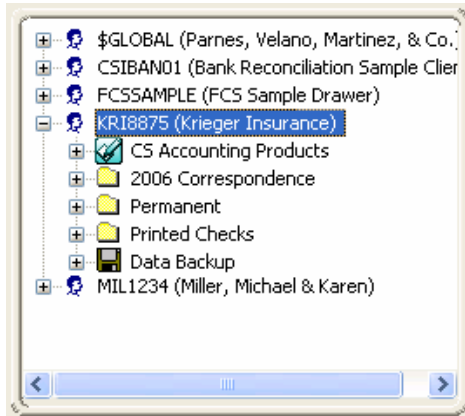 $GLOBAL (Parnes, Velano, Martinez, & Co.)
CSIBAN01 (Bank Reconciliation Sample Clien
FCSSAMPLE (FCS Sample Drawer)
KRI8875 (Krieger Insurance)
CS Accounting Products
2006 Correspondence
Permanent
Printed Checks
Data Backup
MIL1234 (Miller, Michael & Karen)